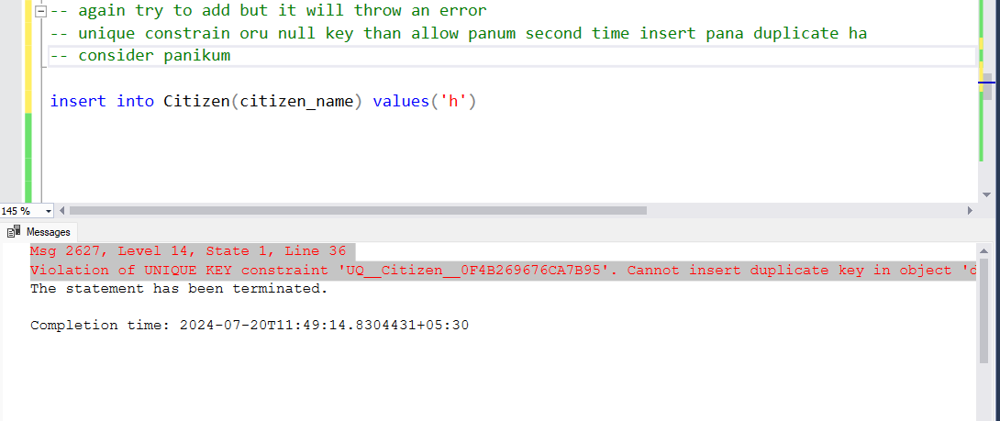 -- again try to add but it will throw an error
-- unique constrain oru null key than allow panum second time insert pana duplicate ha
-- consider panikum
insert into Citizen(citizen_name) values('h')
145 %
Messages
Msg 2627, Level 14, State 1, Line 36
Violation of UNIQUE KEY constraint 'UQ__Citizen__0F4B269676CA7B95'. Cannot insert duplicate key in object 'd
The statement has been terminated.
Completion time: 2024-07-20T11:49:14.8304431+05:30